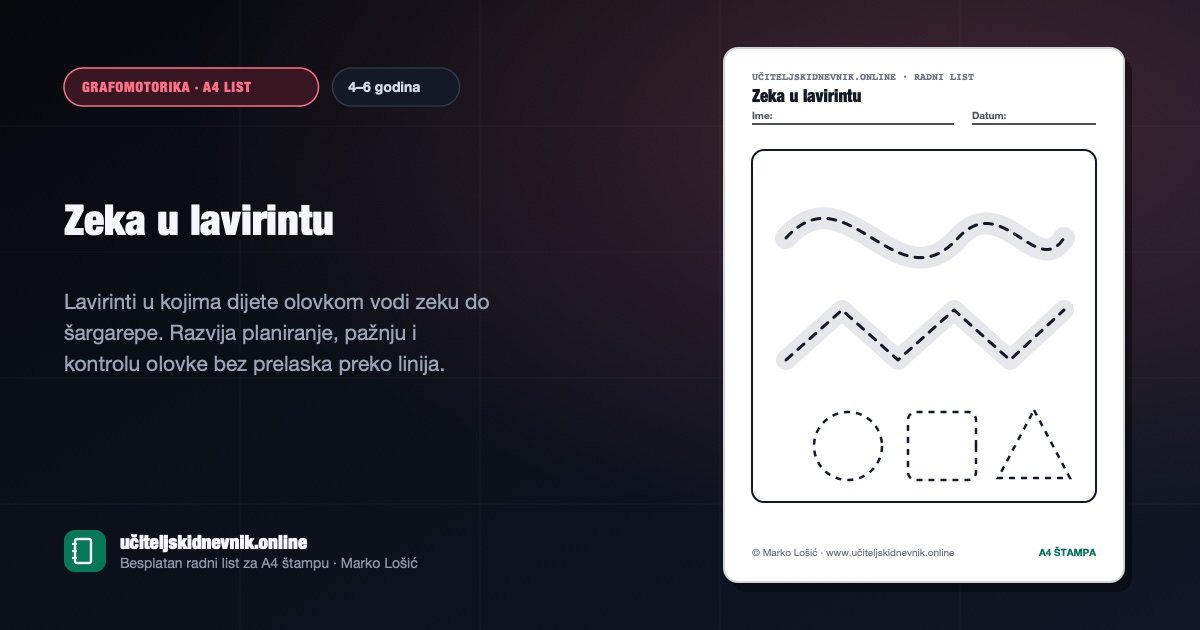 GRAFOMOTORIKA · A4 LIST
4–6 godina
Zeka u lavirintu
Lavirinti u kojima dijete olovkom vodi zeku do
šargarepe. Razvija planiranje, pažnju i
kontrolu olovke bez prelaska preko linija.
učiteljskidnevnik.online
Besplatan radni list za A4 štampu · Marko Lošić
UČITELJSKIDNEVNIK.ONLINE · RADNI LIST
Zeka u lavirintu
Ime: Datum:
© Marko Lošić · www.učiteljskidnevnik.online A4 ŠTAMPA